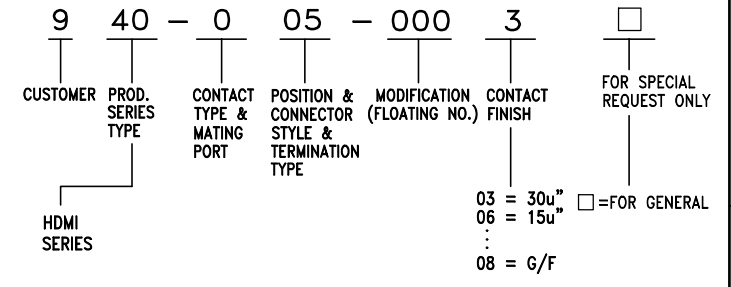 9 40 - 0 05 - 000 3 □
CUSTOMER
PROD.
SERIES
TYPE
CONTACT
TYPE &
MATING
PORT
POSITION &
CONNECTOR
STYLE &
TERMINATION
TYPE
MODIFICATION
(FLOATING NO.)
CONTACT
FINISH
FOR SPECIAL
REQUEST ONLY
HDMI
SERIES
03 = 30u"
06 = 15u"
:
08 = G/F
□=FOR GENERAL